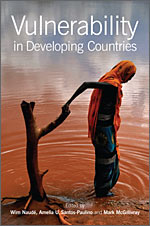 Vulnerability
in Developing Countries
Edited by
Wim Naudé, Amelia U. Santos-Paulino and Mark McGillivray